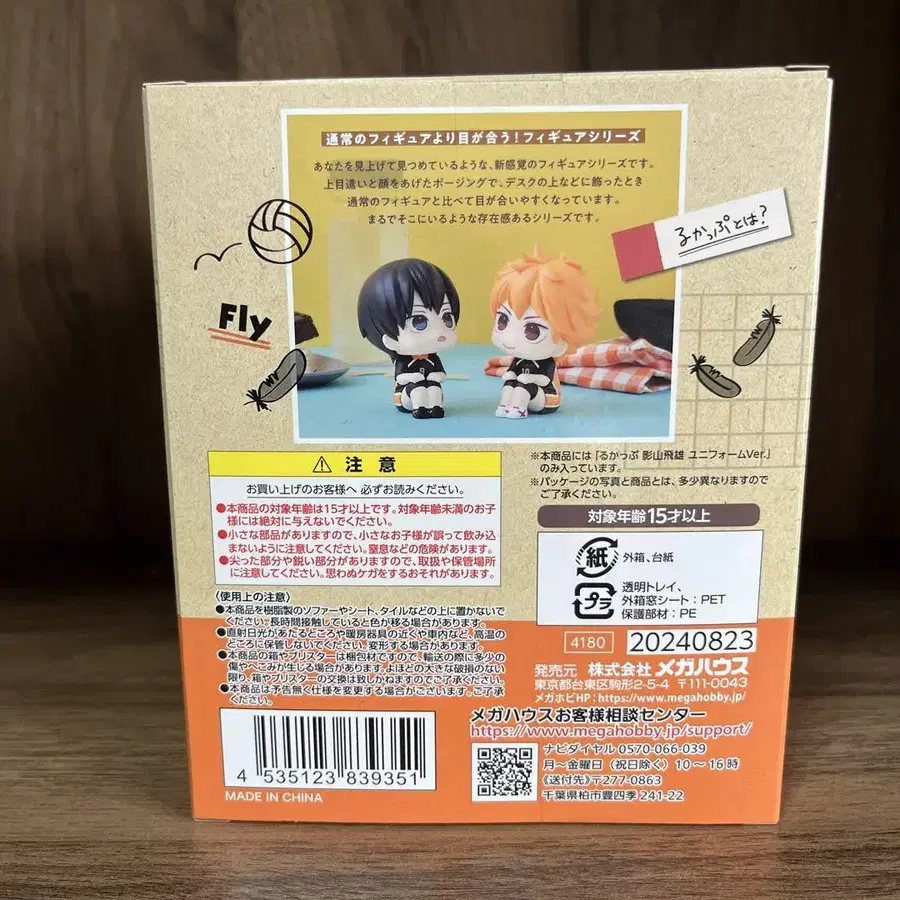 通常のフィギュアより目が合う!フィギュアシリーズ
あなたを見上げて見つめているような、新感覚のフィギュアシリーズです。
上目遣いと顔をあげたポージングで、デスクの上などに飾ったとき
通常のフィギュアと比べて目が合いやすくなっています。
まるでそこにいるような存在感あるシリーズです。
るかっぷとは?
Fly
※本商品には「るかっぷ 影山飛雄 ユニフォームVer.」
のみ入っています。
※パッケージの写真と商品とは、多少異なりますので
ご了承ください。
⚠ 注意
お買い上げのお客様へ 必ずお読みください。
●本商品の対象年齢は15才以上です。対象年齢未満のお子
様には絶対に与えないでください。
●小さな部品がありますので、小さなお子様が誤って飲み込
まないように注意してください。窒息などの危険があります。
●尖った部分や鋭い部分がありますので、取扱や保管場所
に注意してください。思わぬケガをするおそれがあります。
〈使用上の注意〉
●本商品を樹脂製のソファーやシート、タイルなどの上に置かないで
ください。長時間接触していると色が移る場合があります。
●直射日光があたるところや暖房器具の近くや車内など、高温の
ところに保管しないでください。変形する場合があります。
●本商品の箱やブリスターは梱包材ですので、輸送の際に多少の
傷やへこみが生じる場合があります。よほどの大きな破損のない
限り、箱やブリスターの交換は致しかねますのでご了承ください。
●本商品は予告無く仕様を変更する場合がございます。ご了承
ください。
対象年齢15才以上
紙
外箱、台紙
プラ
透明トレイ、
外箱窓シート:PET
保護部材:PE
4180
20240823
発売元 株式会社メガハウス
東京都台東区駒形2-5-4 〒111-0043
メガホビHP:https://www.megahobby.jp/
メガハウスお客様相談センター
https://www.megahobby.jp/support/
ナビダイヤル 0570-066-039
月~金曜日(祝日除く)10~16時
《送付先》〒277-0863
千葉県柏市豊四季241-22
4 535123 839351
MADE IN CHINA